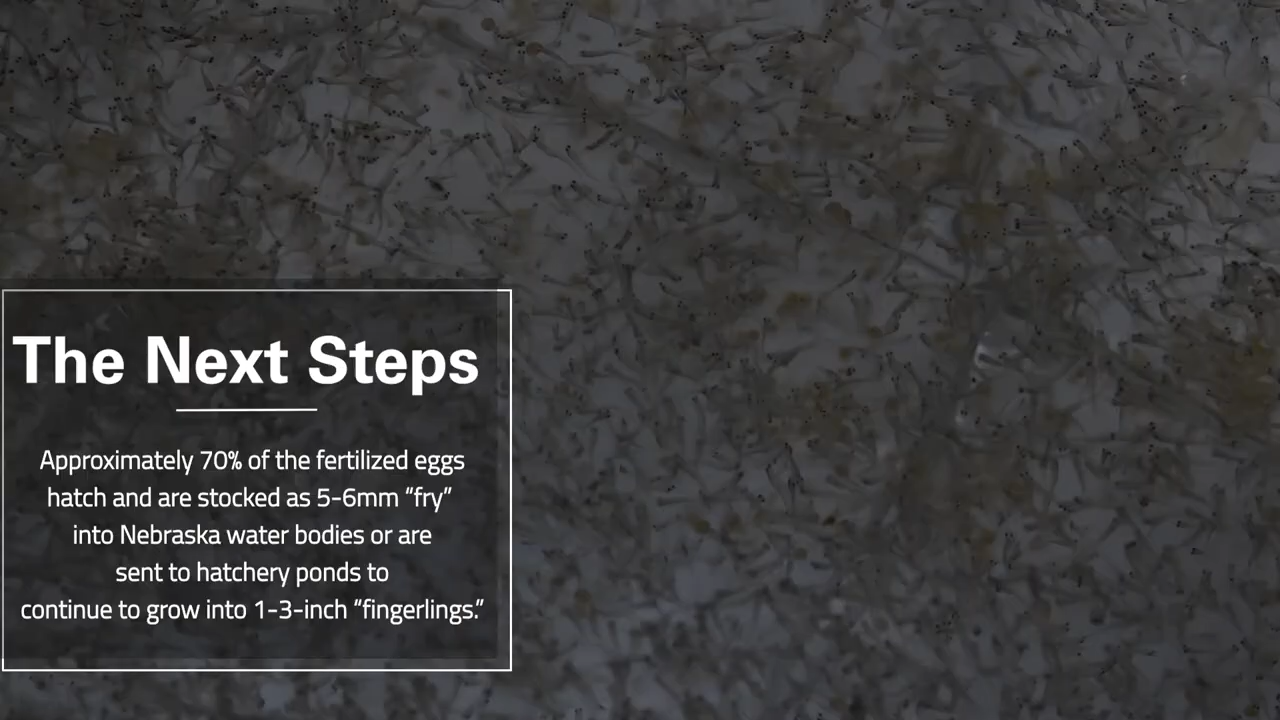 The Next Steps
Approximately 70% of the fertilized eggs
hatch and are stocked as 5-6mm “fry”
into Nebraska water bodies or are
sent to hatchery ponds to
continue to grow into 1-3-inch “fingerlings.”